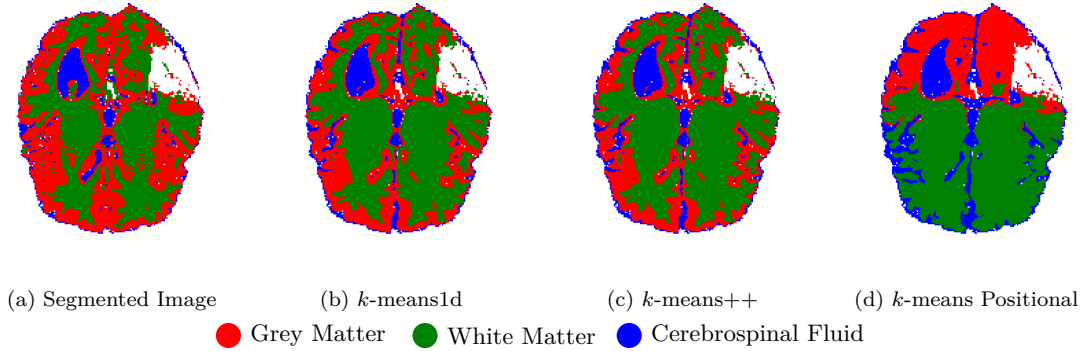 (a) Segmented Image
(b) k-means1d
(c) k-means++
(d) k-means Positional
Grey Matter
White Matter
Cerebrospinal Fluid